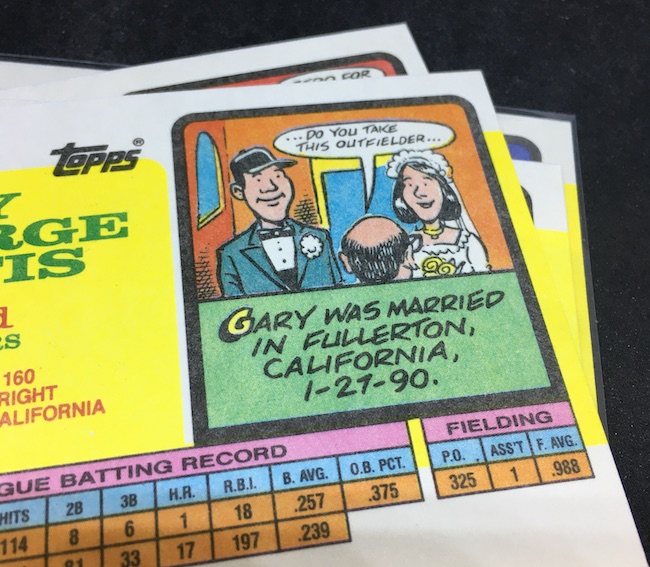 FOR
TOPPS®
...DO YOU TAKE
THIS OUTFIELDER...
GARY WAS MARRIED
IN FULLERTON,
CALIFORNIA,
1-27-90.
Y
RGE
TIS
d
S
160
RIGHT
ALIFORNIA
GUE BATTING RECORD
HITS 2B 3B H.R. R.B.I. B. AVG. O.B. PCT.
114 8 6 1 18 .257 .375
33 17 197 .239
FIELDING
P.O. ASS'T F. AVG.
325 1 .988